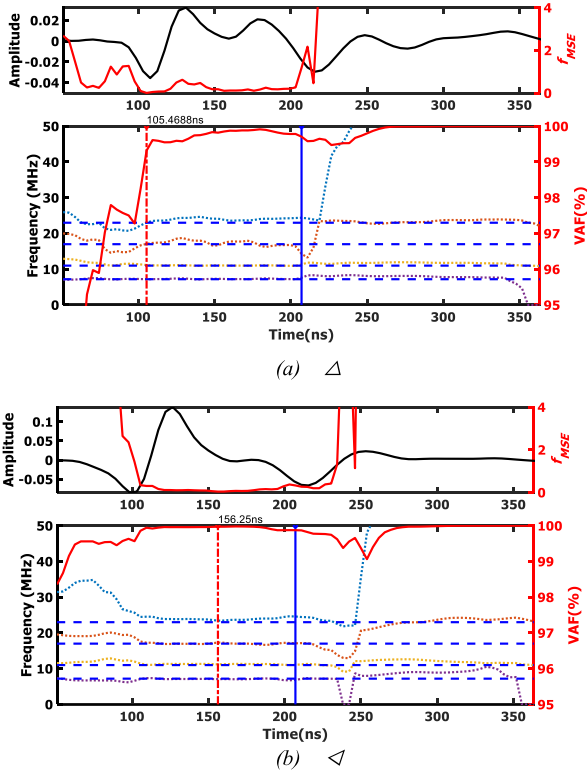 0.02
0
-0.02
-0.04
Amplitude
4
2
0
f_MSE
100 150 200 250 300 350
105.4688ns
50
40
30
20
10
0
Frequency (MHz)
100
99
98
97
96
95
VAF(%)
100 150 200 250 300 350
Time(ns)
(a) △
0.1
0.05
0
-0.05
Amplitude
4
2
0
f_MSE
100 150 200 250 300 350
156.25ns
50
40
30
20
10
0
Frequency (MHz)
100
99
98
97
96
95
VAF(%)
100 150 200 250 300 350
Time(ns)
(b) ◁